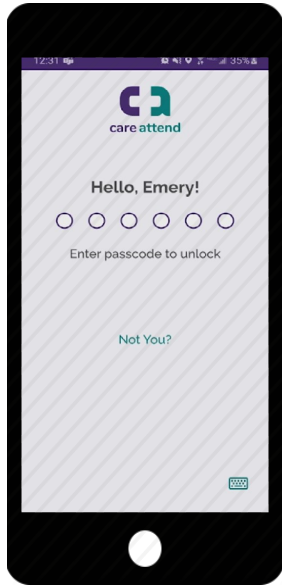 12:31 35%
care attend
Hello, Emery!
Enter passcode to unlock
Not You?